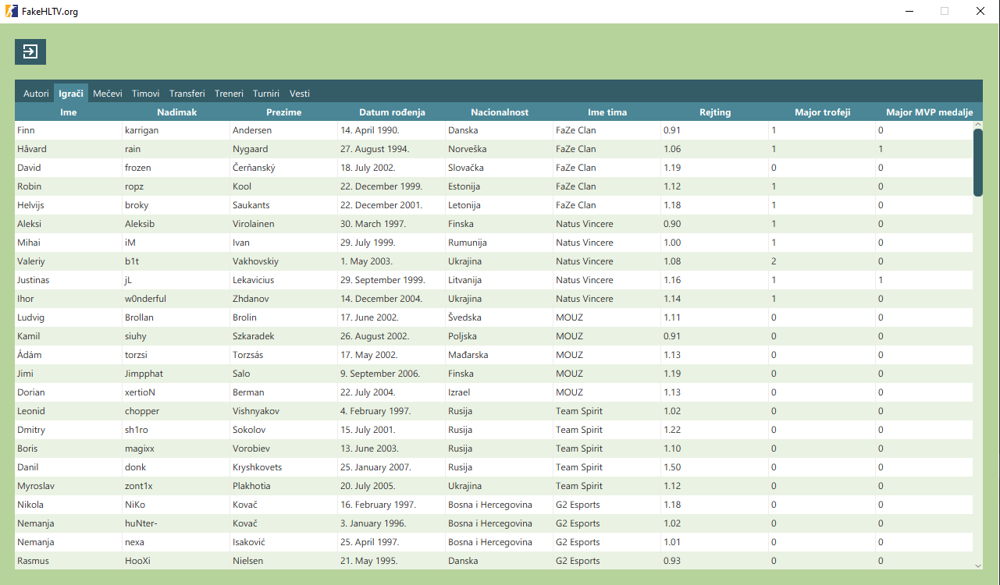 FakeHLTV.org
Autori Igrači Mečevi Timovi Transferi Treneri Turniri Vesti
Ime Nadimak Prezime Datum rođenja Nacionalnost Ime tima Rejting Major trofeji Major MVP medalje
Finn karrigan Andersen 14. April 1990. Danska FaZe Clan 0.91 1 0
Håvard rain Nygaard 27. August 1994. Norveška FaZe Clan 1.06 1 1
David frozen Čerňanský 18. July 2002. Slovačka FaZe Clan 1.19 0 0
Robin ropz Kool 22. December 1999. Estonija FaZe Clan 1.12 1 0
Helvijs broky Saukants 22. December 2001. Letonija FaZe Clan 1.18 1 0
Aleksi Aleksib Virolainen 30. March 1997. Finska Natus Vincere 0.90 1 0
Mihai iM Ivan 29. July 1999. Rumunija Natus Vincere 1.00 1 0
Valeriy b1t Vakhovskiy 1. May 2003. Ukrajina Natus Vincere 1.08 2 0
Justinas jL Lekavicius 29. September 1999. Litvanija Natus Vincere 1.16 1 1
Ihor w0nderful Zhdanov 14. December 2004. Ukrajina Natus Vincere 1.14 1 0
Ludvig Brollan Brolin 17. June 2002. Švedska MOUZ 1.11 0 0
Kamil siuhy Szkaradek 26. August 2002. Poljska MOUZ 0.91 0 0
Ádám torzsi Torzsás 17. May 2002. Mađarska MOUZ 1.13 0 0
Jimi Jimpphat Salo 9. September 2006. Finska MOUZ 1.19 0 0
Dorian xertioN Berman 22. July 2004. Izrael MOUZ 1.13 0 0
Leonid chopper Vishnyakov 4. February 1997. Rusija Team Spirit 1.02 0 0
Dmitry sh1ro Sokolov 15. July 2001. Rusija Team Spirit 1.22 0 0
Boris magixx Vorobiev 13. June 2003. Rusija Team Spirit 1.10 0 0
Danil donk Kryshkovets 25. January 2007. Rusija Team Spirit 1.50 0 0
Myroslav zont1x Plakhotia 20. July 2005. Ukrajina Team Spirit 1.12 0 0
Nikola NiKo Kovač 16. February 1997. Bosna i Hercegovina G2 Esports 1.18 0 0
Nemanja huNter- Kovač 3. January 1996. Bosna i Hercegovina G2 Esports 1.02 0 0
Nemanja nexa Isaković 25. April 1997. Bosna i Hercegovina G2 Esports 1.01 0 0
Rasmus HooXi Nielsen 21. May 1995. Danska G2 Esports 0.93 0 0